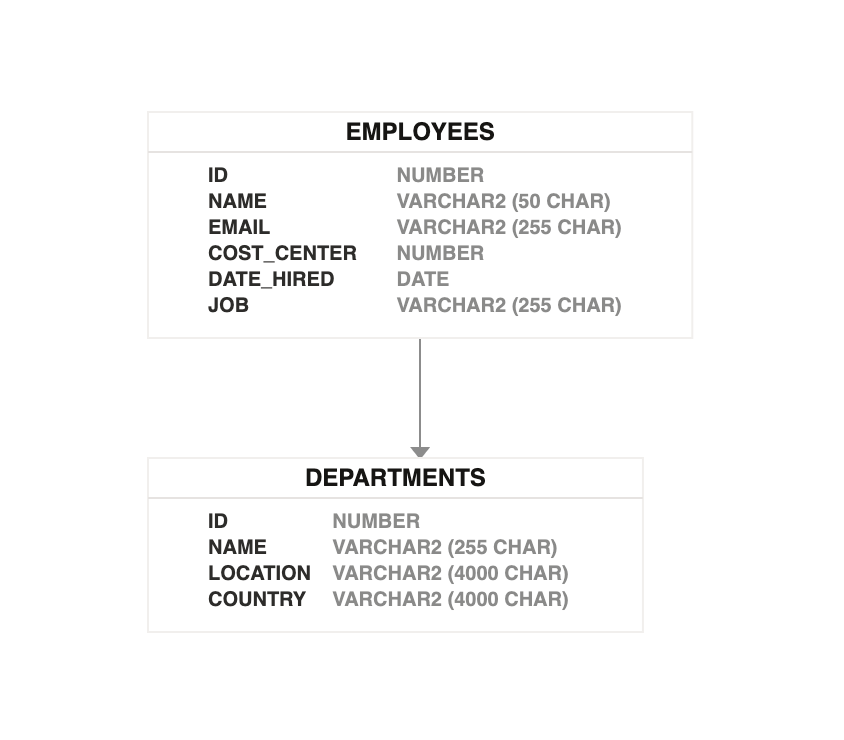 EMPLOYEES
ID NUMBER
NAME VARCHAR2 (50 CHAR)
EMAIL VARCHAR2 (255 CHAR)
COST_CENTER NUMBER
DATE_HIRED DATE
JOB VARCHAR2 (255 CHAR)
DEPARTMENTS
ID NUMBER
NAME VARCHAR2 (255 CHAR)
LOCATION VARCHAR2 (4000 CHAR)
COUNTRY VARCHAR2 (4000 CHAR)